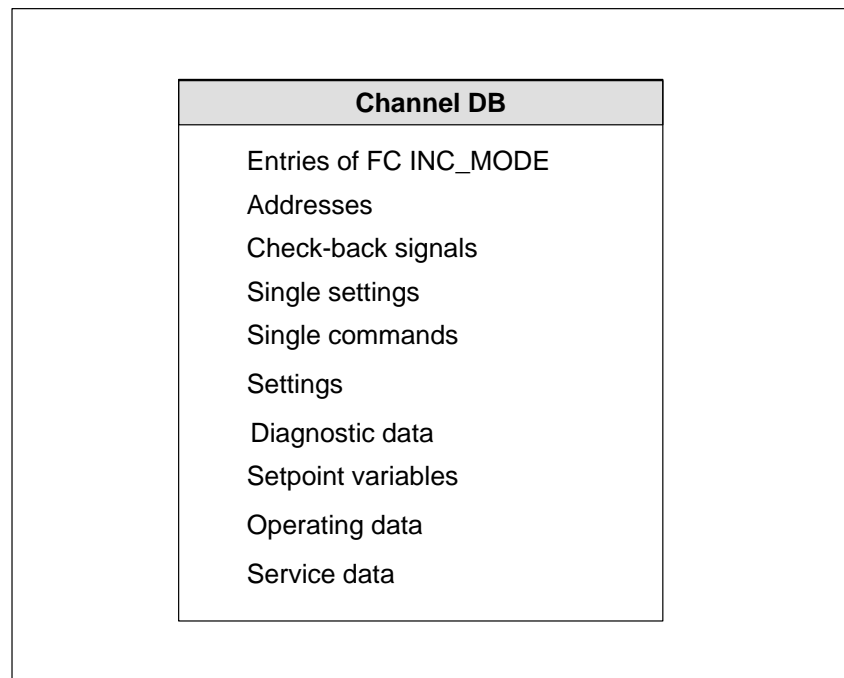 Channel DB
Entries of FC INC_MODE
Addresses
Check-back signals
Single settings
Single commands
Settings
Diagnostic data
Setpoint variables
Operating data
Service data